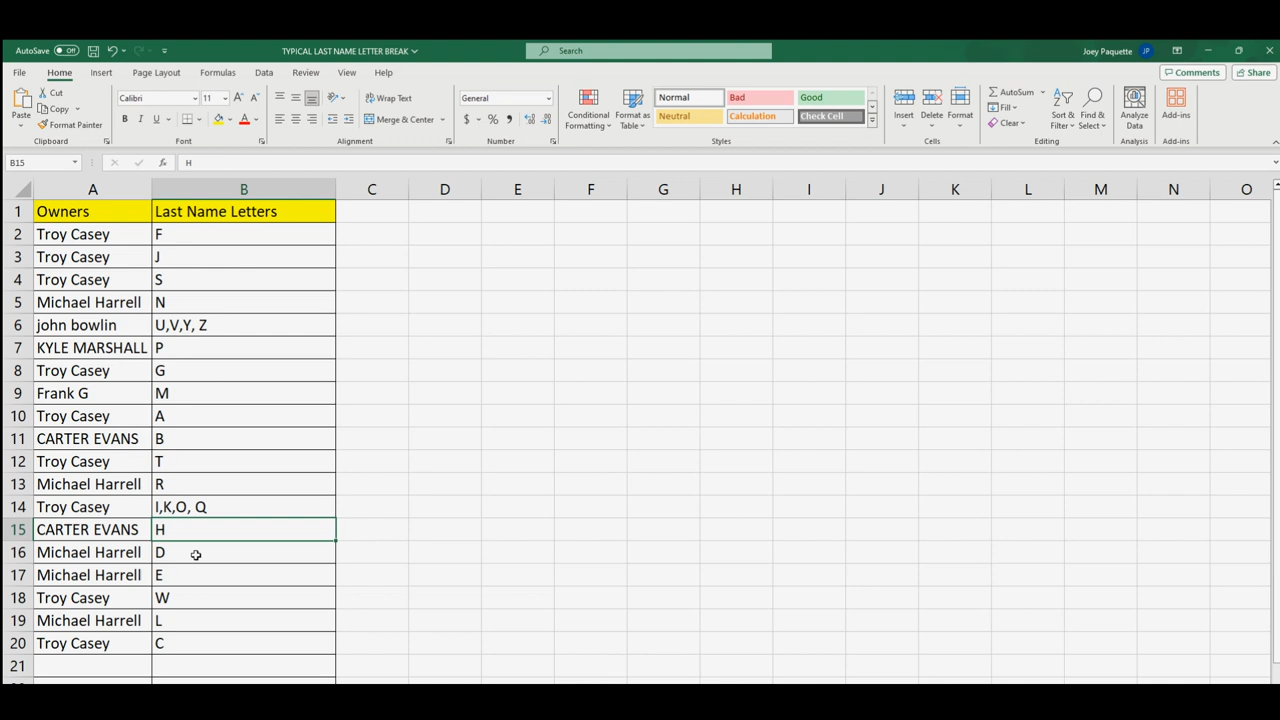 AutoSave Off TYPICAL LAST NAME LETTER BREAK Search Joey Paquette JP
File Home Insert Page Layout Formulas Data Review View Help Comments Share
Paste Cut Copy Format Painter Clipboard
Calibri 11 A A B I U A Font
Wrap Text Merge & Center Alignment
General $ % Number
Conditional Formatting Format as Table Normal Bad Good Neutral Calculation Check Cell Styles
Insert Delete Format Cells
AutoSum Fill Clear Sort & Filter Find & Select Editing
Analyze Data Analysis
Add-ins Add-ins
B15 fx H
A B C D E F G H I J K L M N O
1 Owners Last Name Letters
2 Troy Casey F
3 Troy Casey J
4 Troy Casey S
5 Michael Harrell N
6 john bowlin U,V,Y, Z
7 KYLE MARSHALL P
8 Troy Casey G
9 Frank G M
10 Troy Casey A
11 CARTER EVANS B
12 Troy Casey T
13 Michael Harrell R
14 Troy Casey I,K,O, Q
15 CARTER EVANS H
16 Michael Harrell D
17 Michael Harrell E
18 Troy Casey W
19 Michael Harrell L
20 Troy Casey C
21